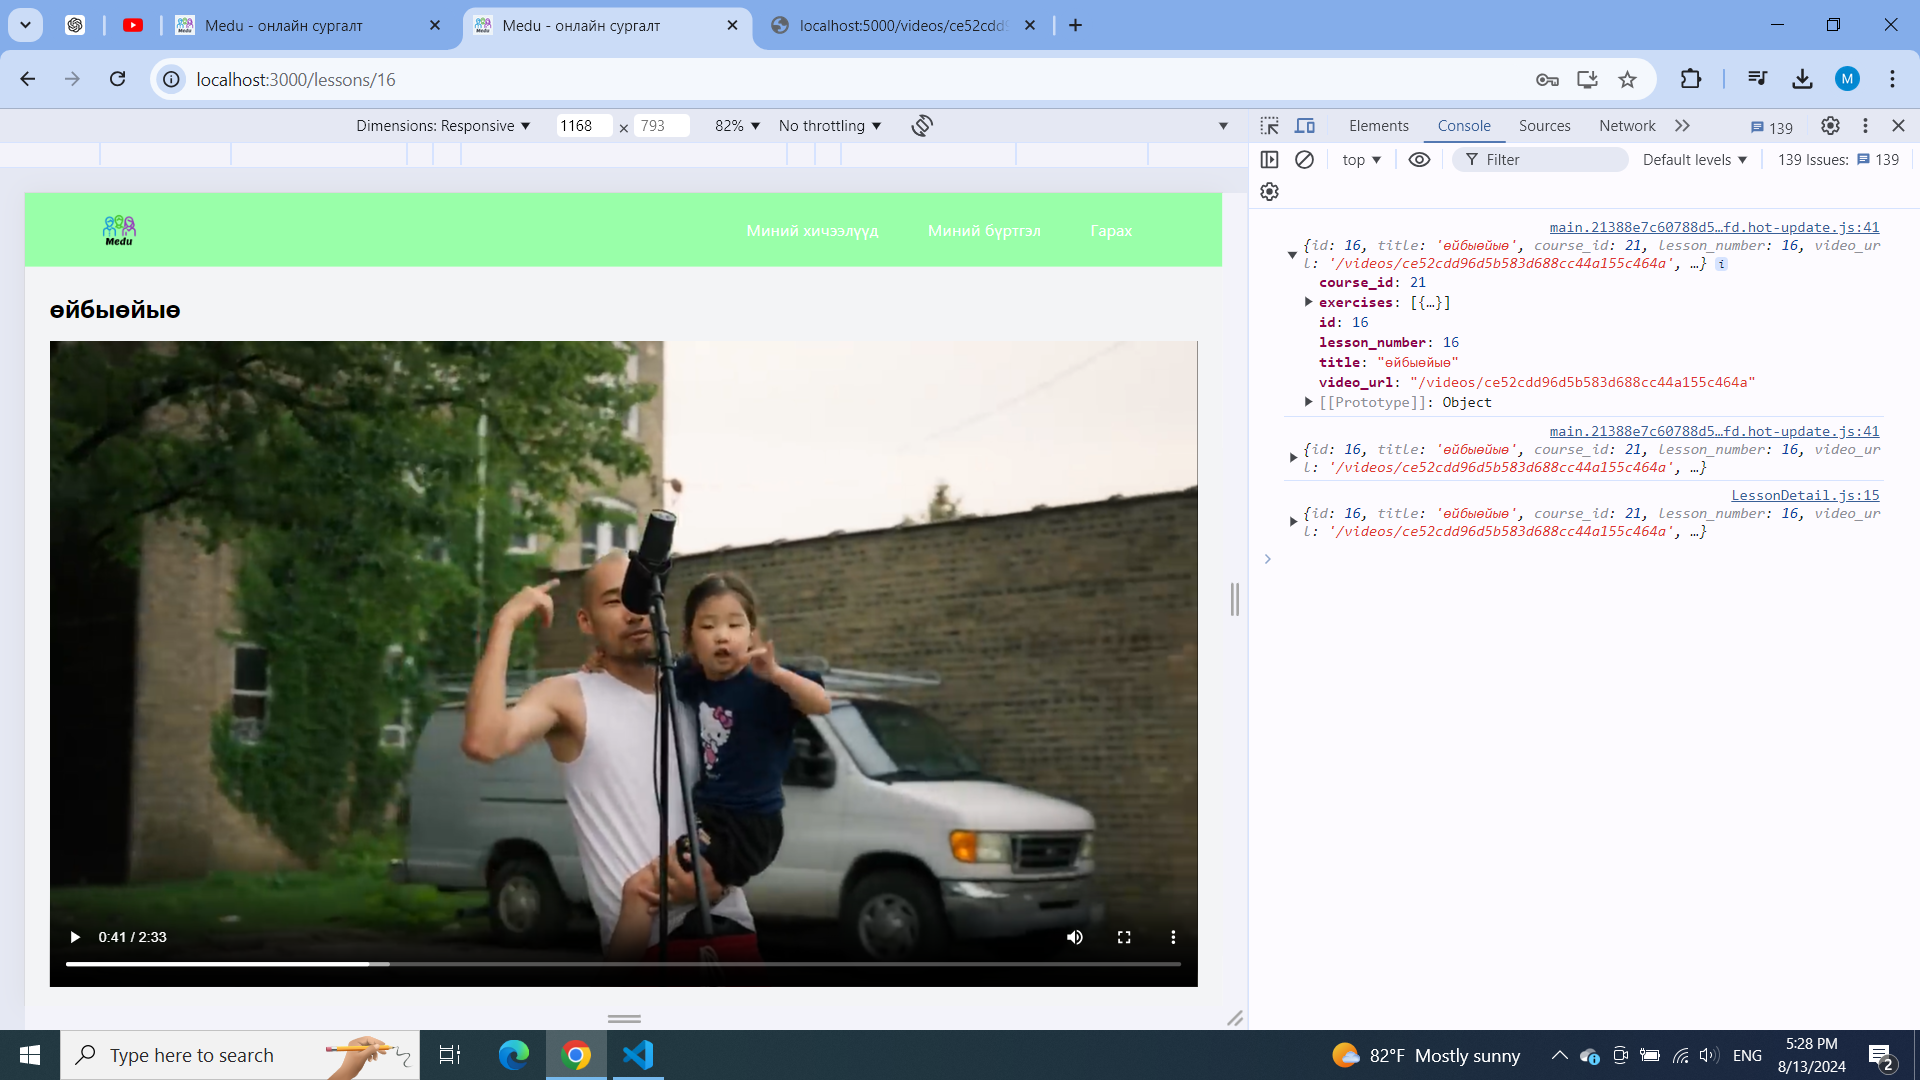 Medu - онлайн сургалт
Medu - онлайн сургалт
localhost:5000/videos/ce52cdd
localhost:3000/lessons/16
M
Dimensions: Responsive 1168 × 793 82% No throttling
Elements Console Sources Network 139
top Filter Default levels 139 Issues: 139
Medu
Миний хичээлүүд Миний бүртгэл Гарах
өйбыөйыө
0:41 / 2:33
main.21388e7c60788d5…fd.hot-update.js:41
{id: 16, title: 'өйбыөйыө', course_id: 21, lesson_number: 16, video_ur
l: '/videos/ce52cdd96d5b583d688cc44a155c464a', …} i
course_id: 21
exercises: [{…}]
id: 16
lesson_number: 16
title: "өйбыөйыө"
video_url: "/videos/ce52cdd96d5b583d688cc44a155c464a"
[[Prototype]]: Object
main.21388e7c60788d5…fd.hot-update.js:41
{id: 16, title: 'өйбыөйыө', course_id: 21, lesson_number: 16, video_ur
l: '/videos/ce52cdd96d5b583d688cc44a155c464a', …}
LessonDetail.js:15
{id: 16, title: 'өйбыөйыө', course_id: 21, lesson_number: 16, video_ur
l: '/videos/ce52cdd96d5b583d688cc44a155c464a', …}
Type here to search
82°F Mostly sunny
ENG
5:28 PM
8/13/2024
2